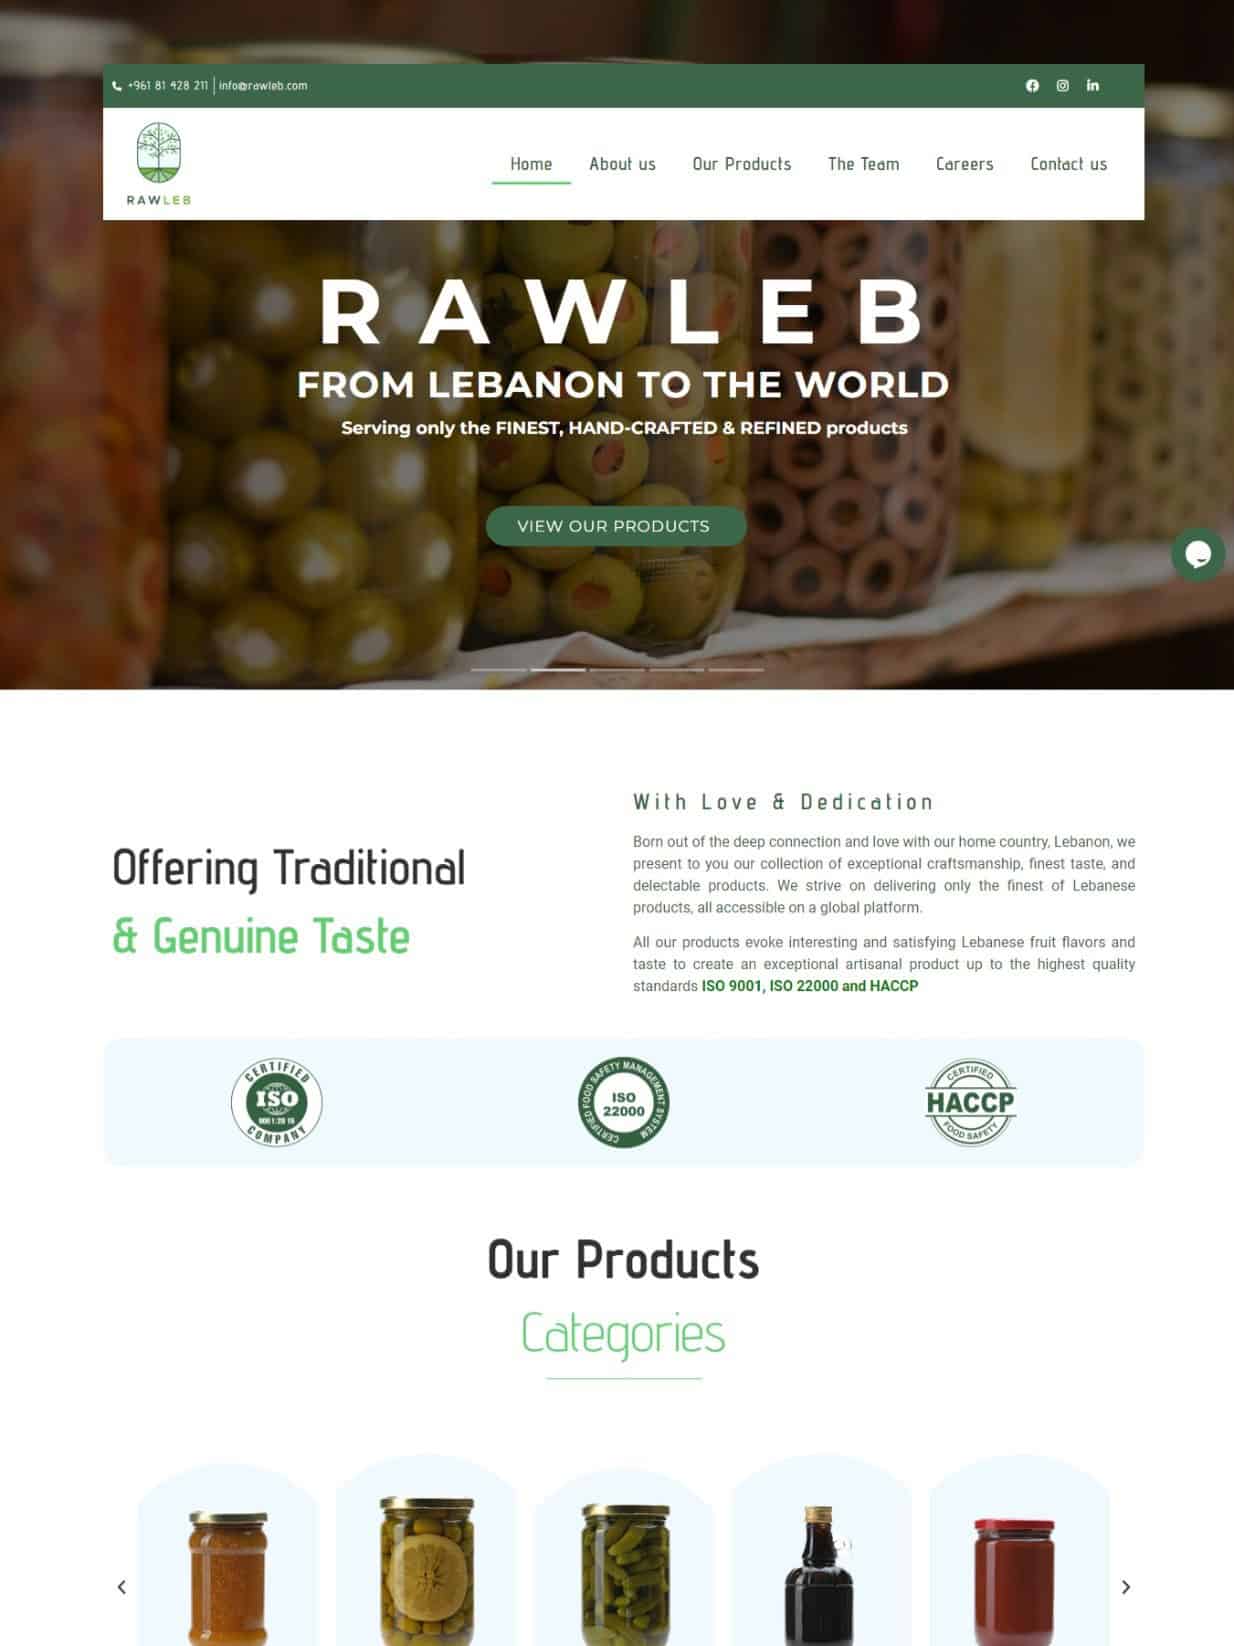 +961 81 428 211 | info@rawleb.com
RAWLEB
Home About us Our Products The Team Careers Contact us
RAWLEB
FROM LEBANON TO THE WORLD
Serving only the FINEST, HAND-CRAFTED & REFINED products
VIEW OUR PRODUCTS
Offering Traditional
& Genuine Taste
With Love & Dedication
Born out of the deep connection and love with our home country, Lebanon, we
present to you our collection of exceptional craftsmanship, finest taste, and
delectable products. We strive on delivering only the finest of Lebanese
products, all accessible on a global platform.
All our products evoke interesting and satisfying Lebanese fruit flavors and
taste to create an exceptional artisanal product up to the highest quality
standards ISO 9001, ISO 22000 and HACCP
CERTIFIED
ISO
COMPANY
CERTIFIED FOOD SAFETY MANAGEMENT SYSTEM
ISO
22000
CERTIFIED
HACCP
FOOD SAFETY
Our Products
Categories